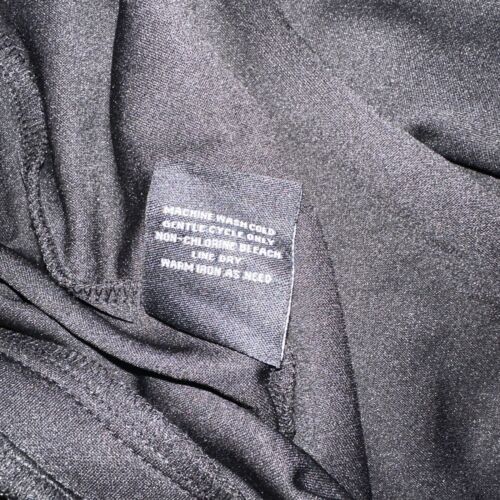 MACHINE WASH COLD
GENTLE CYCLE ONLY
NON-CHLORINE BLEACH
LINE DRY
WARM IRON AS NEED